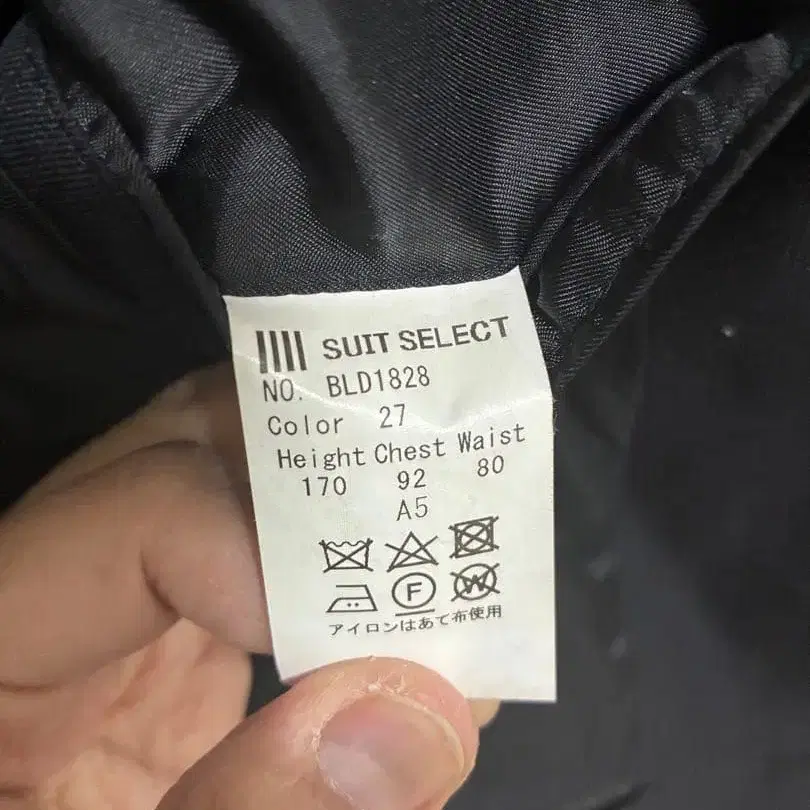 SUIT SELECT
NO. BLD1828
Color 27
Height Chest Waist
170 92 80
A5
F W
アイロンはあて布使用